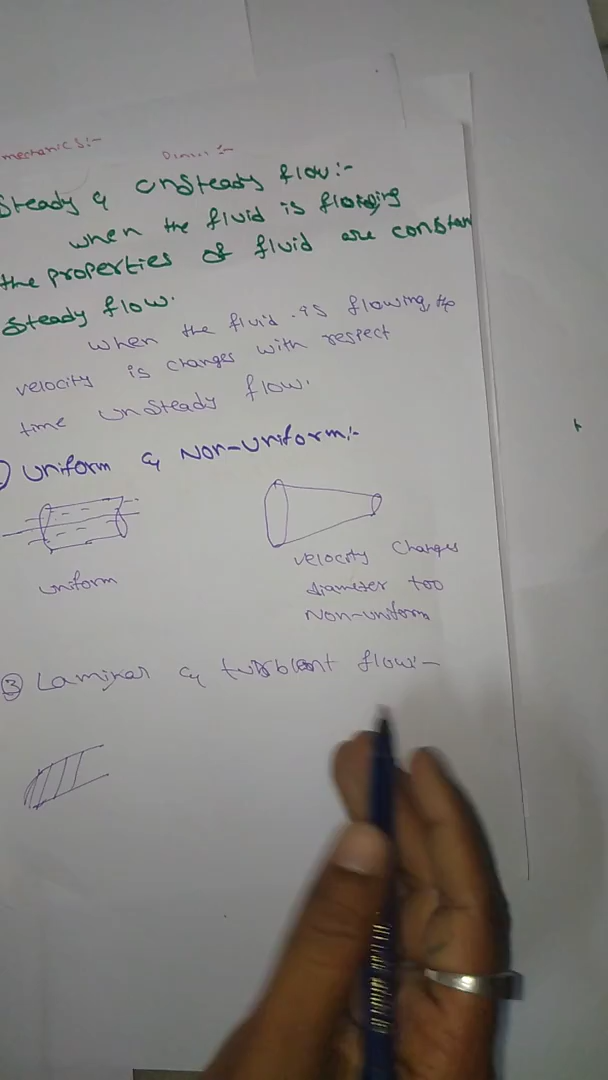 mechanics:-
Steady & unsteady flow:-
when the fluid is flowing
the properties of fluid are constan
steady flow.
when the fluid is flowing, the
velocity is changes with respect
time unsteady flow.
uniform & Non-uniform:-
uniform
velocity changes
diameter too
Non-uniform
③ Laminar & turbulent flow:-